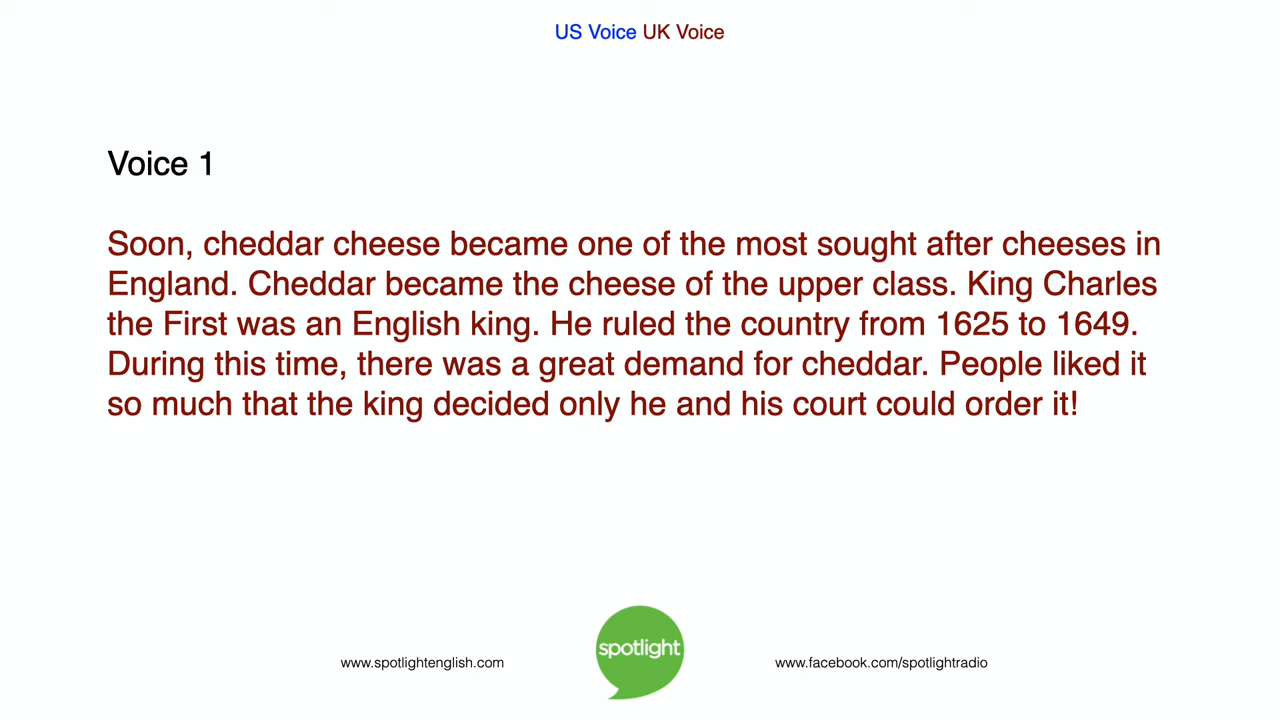 US Voice UK Voice
Voice 1
Soon, cheddar cheese became one of the most sought after cheeses in
England. Cheddar became the cheese of the upper class. King Charles
the First was an English king. He ruled the country from 1625 to 1649.
During this time, there was a great demand for cheddar. People liked it
so much that the king decided only he and his court could order it!
spotlight
www.spotlightenglish.com
www.facebook.com/spotlightradio